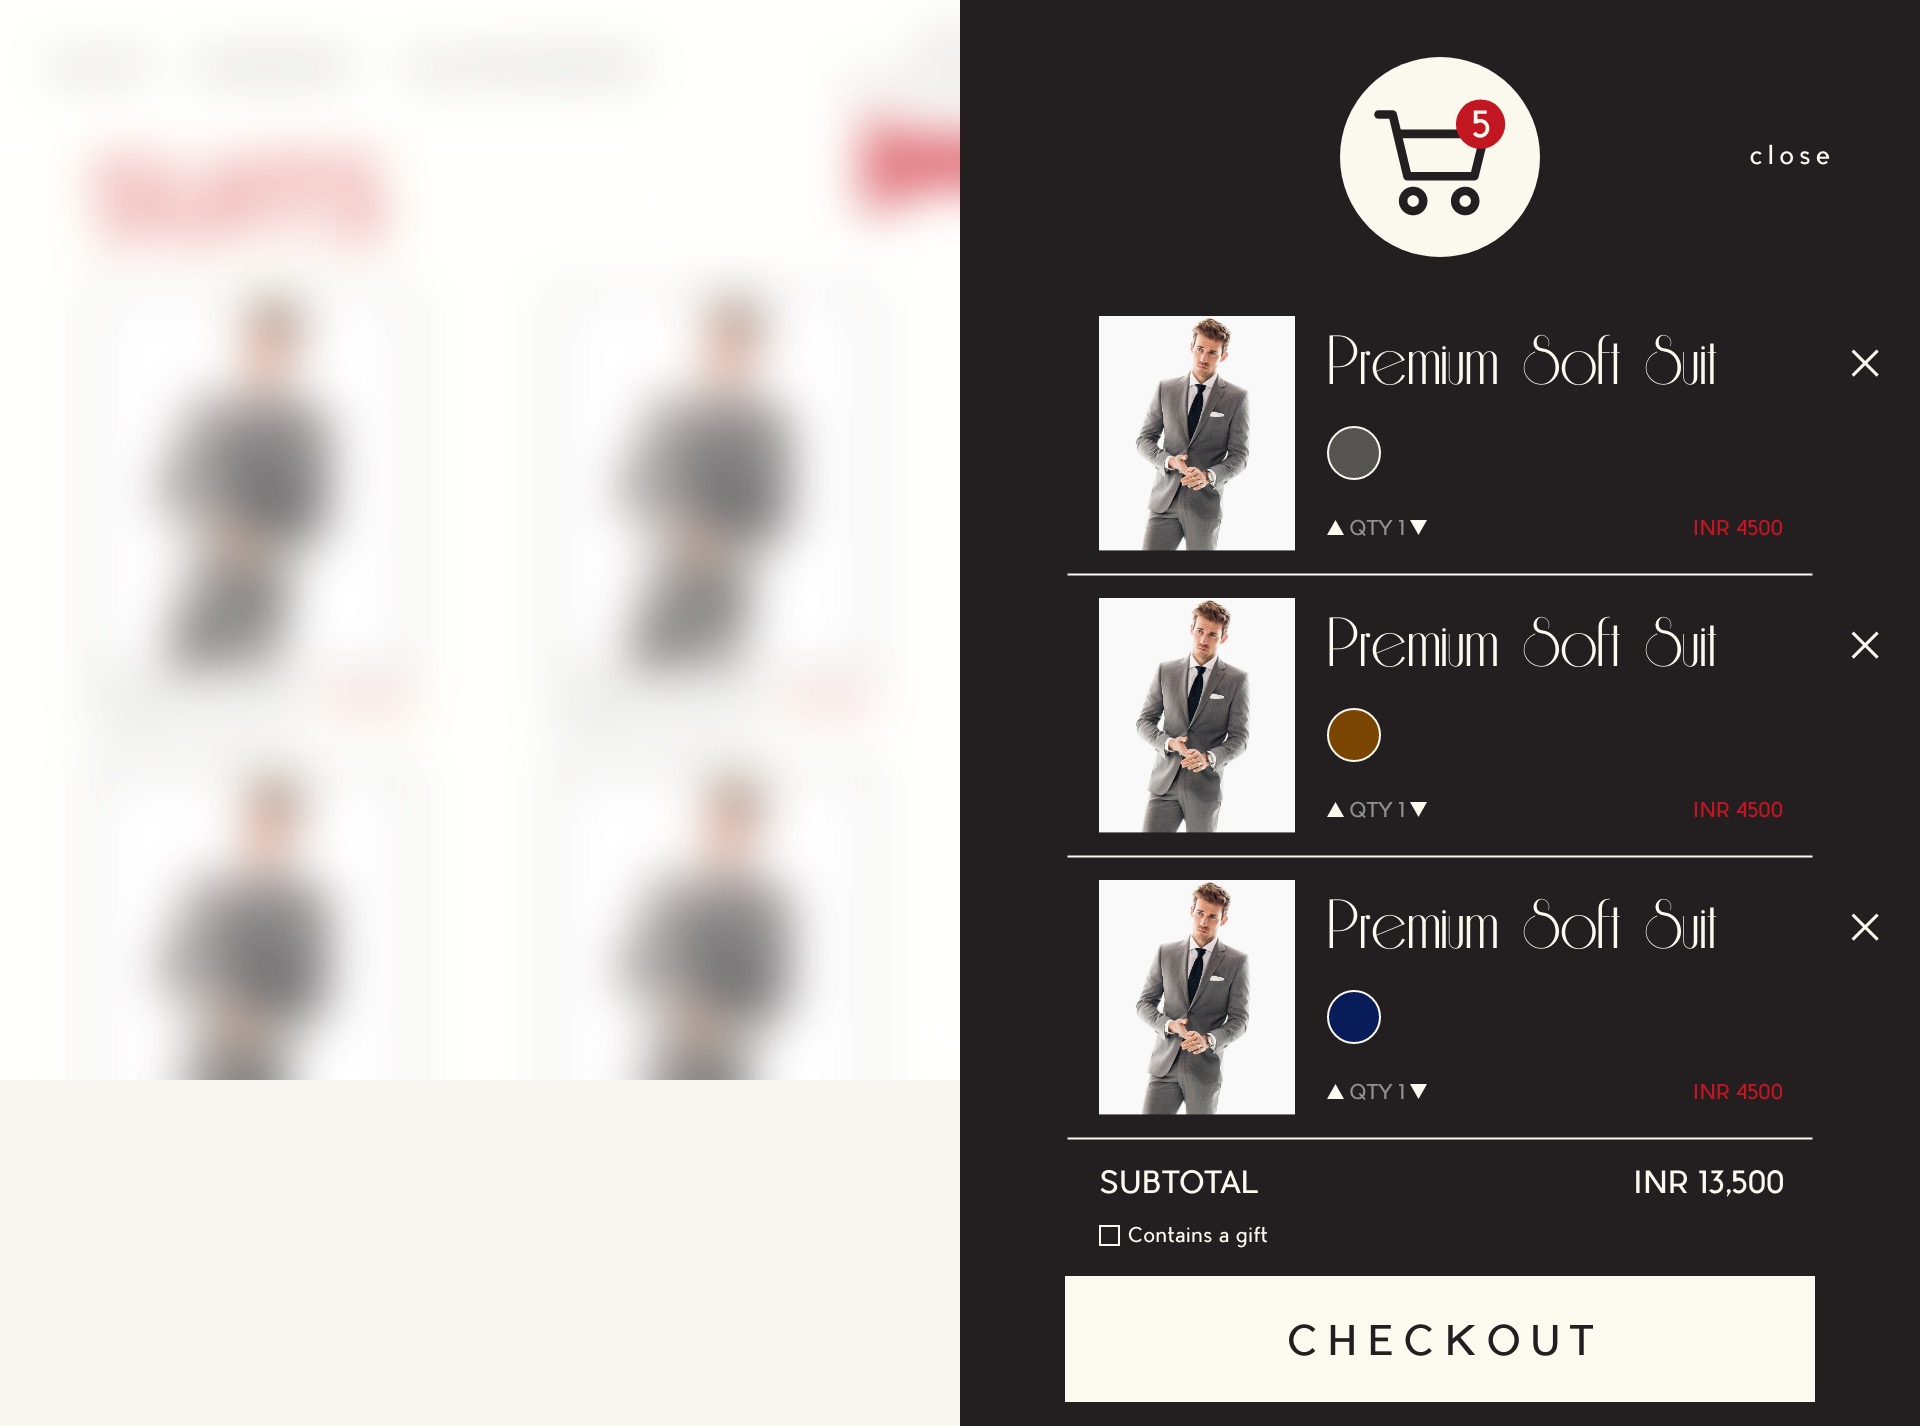 5
close
Premium Soft Suit
QTY 1
INR 4500
Premium Soft Suit
QTY 1
INR 4500
Premium Soft Suit
QTY 1
INR 4500
SUBTOTAL INR 13,500
Contains a gift
CHECKOUT